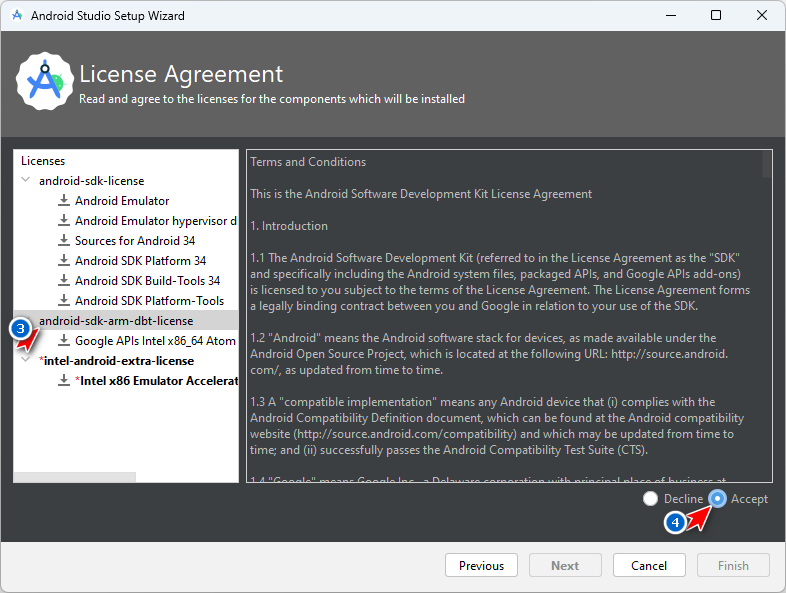 Android Studio Setup Wizard
License Agreement
Read and agree to the licenses for the components which will be installed
Licenses
android-sdk-license
Android Emulator
Android Emulator hypervisor d
Sources for Android 34
Android SDK Platform 34
Android SDK Build-Tools 34
Android SDK Platform-Tools
3
android-sdk-arm-dbt-license
Google APIs Intel x86_64 Atom
*intel-android-extra-license
*Intel x86 Emulator Accelerat
Terms and Conditions
This is the Android Software Development Kit License Agreement
1. Introduction
1.1 The Android Software Development Kit (referred to in the License Agreement as the "SDK"
and specifically including the Android system files, packaged APIs, and Google APIs add-ons)
is licensed to you subject to the terms of the License Agreement. The License Agreement forms
a legally binding contract between you and Google in relation to your use of the SDK.
1.2 "Android" means the Android software stack for devices, as made available under the
Android Open Source Project, which is located at the following URL: http://source.android.
com/, as updated from time to time.
1.3 A "compatible implementation" means any Android device that (i) complies with the
Android Compatibility Definition document, which can be found at the Android compatibility
website (http://source.android.com/compatibility) and which may be updated from time to
time; and (ii) successfully passes the Android Compatibility Test Suite (CTS).
1.4 "Google" means Google Inc., a Delaware corporation with principal place of business at
Decline Accept
4
Previous Next Cancel Finish